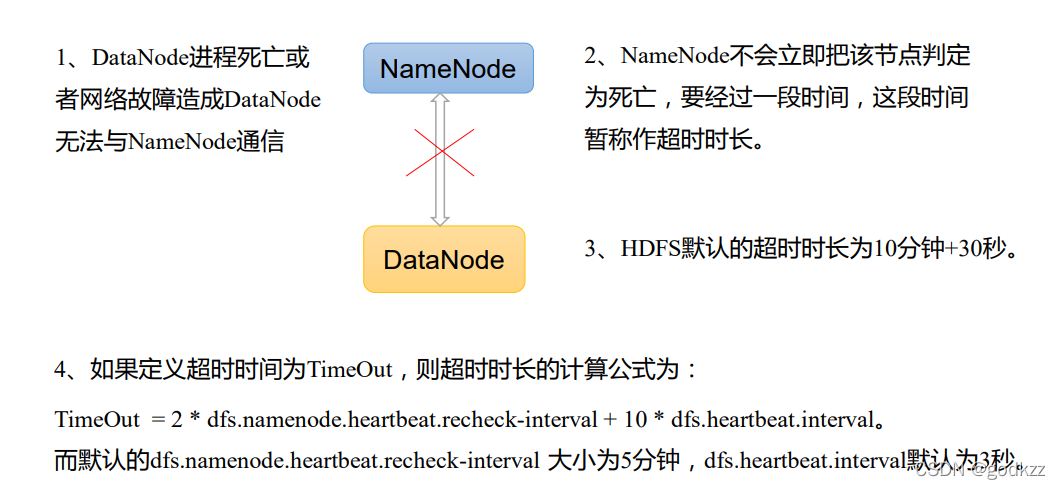 1、DataNode进程死亡或
者网络故障造成DataNode
无法与NameNode通信
NameNode
DataNode
2、NameNode不会立即把该节点判定
为死亡，要经过一段时间，这段时间
暂称作超时时长。
3、HDFS默认的超时时长为10分钟+30秒。
4、如果定义超时时间为TimeOut，则超时时长的计算公式为：
TimeOut = 2 * dfs.namenode.heartbeat.recheck-interval + 10 * dfs.heartbeat.interval。
而默认的dfs.namenode.heartbeat.recheck-interval 大小为5分钟，dfs.heartbeat.interval默认为3秒。
CSDN @godkzz